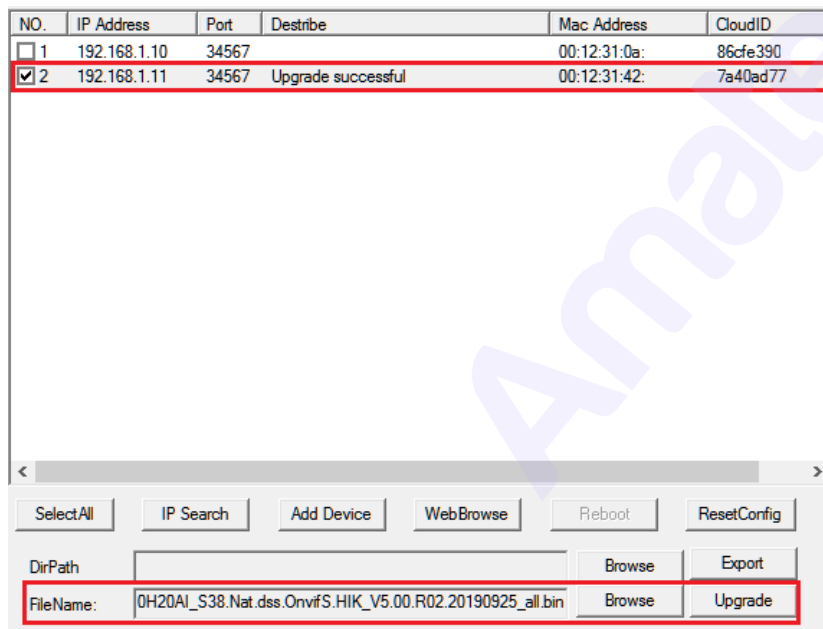 NO. IP Address Port Destribe Mac Address CloudID
1 192.168.1.10 34567 00:12:31:0a: 86cfe390
2 192.168.1.11 34567 Upgrade successful 00:12:31:42: 7a40ad77
SelectAll IP Search Add Device WebBrowse Reboot ResetConfig
DirPath Browse Export
FileName: 0H20AI_S38.Nat.dss.OnvifS.HIK_V5.00.R02.20190925_all.bin Browse Upgrade
Amate